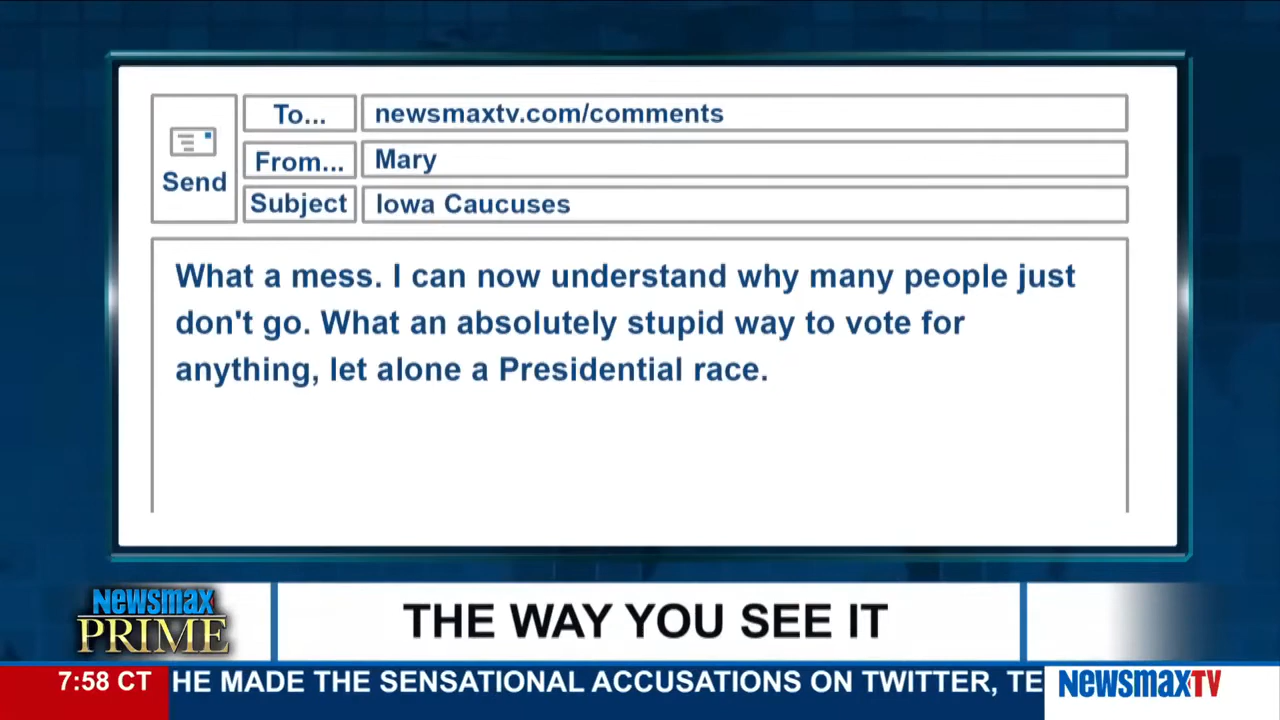 To...
newsmaxtv.com/comments
From...
Mary
Send
Subject
Iowa Caucuses
What a mess. I can now understand why many people just
don't go. What an absolutely stupid way to vote for
anything, let alone a Presidential race.
NEWSMAX
PRIME
THE WAY YOU SEE IT
7:58 CT
HE MADE THE SENSATIONAL ACCUSATIONS ON TWITTER, TE
NEWSMAXTV